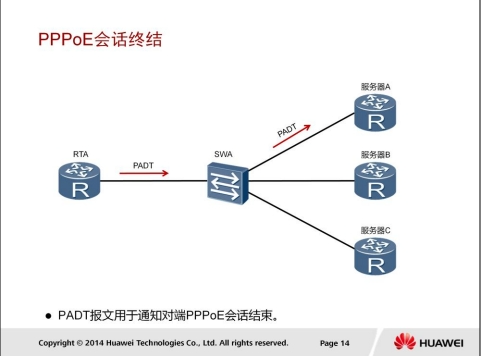 PPPoE会话终结
服务器A
PADT
RTA
PADT
SWA
服务器B
R
R
R
服务器C
R
● PADT报文用于通知对端PPPoE会话结束。
Copyright © 2014 Huawei Technologies Co., Ltd. All rights reserved.
Page 14
HUAWEI